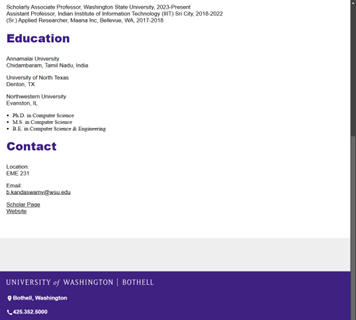 Scholarly Associate Professor, Washington State University, 2023-Present
Assistant Professor, Indian Institute of Information Technology (IIIT) Sri City, 2018-2022
(Sr.) Applied Researcher, Maana Inc, Bellevue, WA, 2017-2018
Education
Annamalai University
Chidambaram, Tamil Nadu, India
University of North Texas
Denton, TX
Northwestern University
Evanston, IL
• Ph.D. in Computer Science
• M.S. in Computer Science
• B.E. in Computer Science & Engineering
Contact
Location:
EME 231
Email:
b.kandaswamy@wsu.edu
Scholar Page
Website
UNIVERSITY of WASHINGTON | BOTHELL
Bothell, Washington
425.352.5000